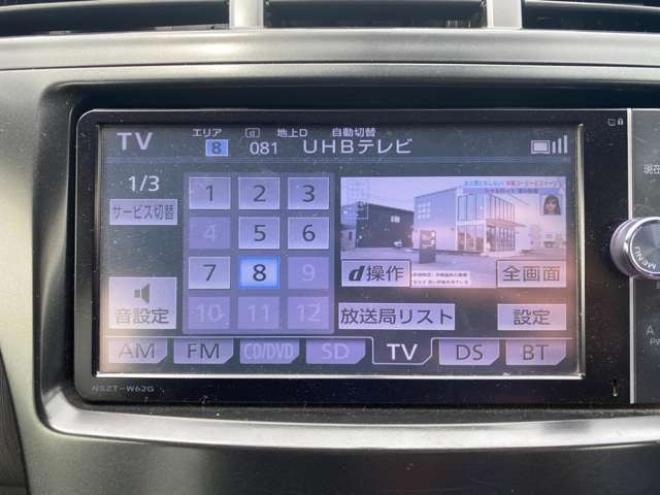 TV エリア 8 地上D 081 自動切替 UHBテレビ
1/3
サービス切替
1 2 3
4 5 6
7 8 9
10 11 12
音設定
d操作
全画面
放送局リスト
設定
AM FM CD/DVD SD TV DS BT
NSZT-W62G
現在
MENU
A